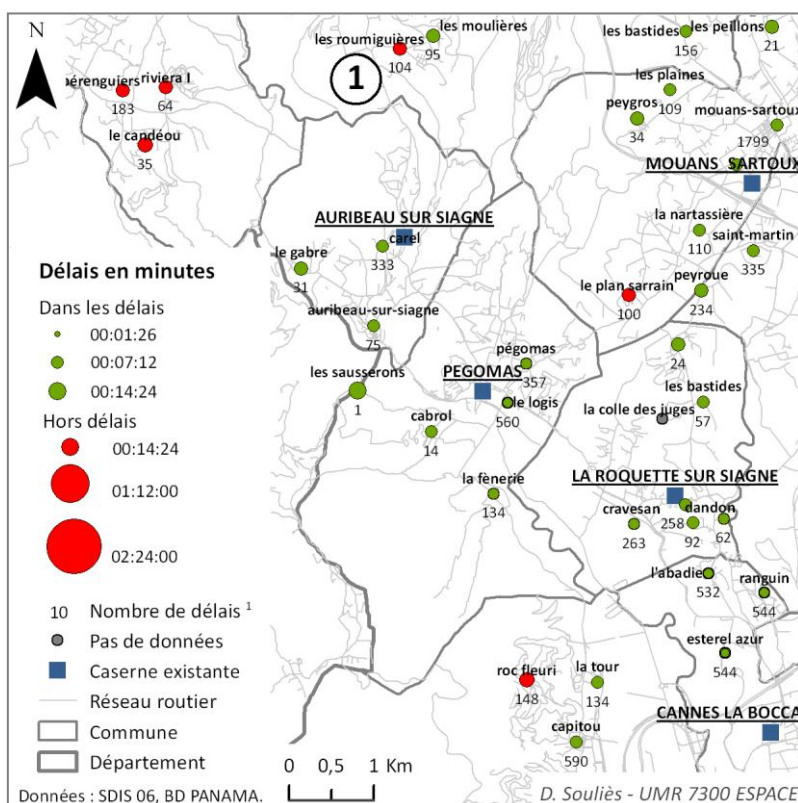 N
les moulières
les roumiguières
95
104
1
les bastides
156
les peillons
21
bérenguiers
183
riviera I
64
le candéou
35
les plaines
109
peygros
34
mouans-sartoux
1799
MOUANS SARTOUX
AURIBEAU SUR SIAGNE
carel
333
le gabre
31
la nartassière
110
saint-martin
335
le plan sarrain
100
peyroue
234
auribeau-sur-siagne
75
Délais en minutes
Dans les délais
00:01:26
00:07:12
00:14:24
Hors délais
00:14:24
01:12:00
02:24:00
10 Nombre de délais 1
Pas de données
Caserne existante
Réseau routier
Commune
Département
les sausserons
1
pégomas
357
PEGOMAS
le logis
560
cabrol
14
24
les bastides
57
la colle des juges
la fènerie
134
LA ROQUETTE SUR SIAGNE
cravesan
263
258
dandon
92
62
l'abadie
532
ranguin
544
esterel azur
544
roc fleuri
148
la tour
134
CANNES LA BOCCA
capitou
590
0 0,5 1 Km
Données : SDIS 06, BD PANAMA.
D. Souliès - UMR 7300 ESPACE